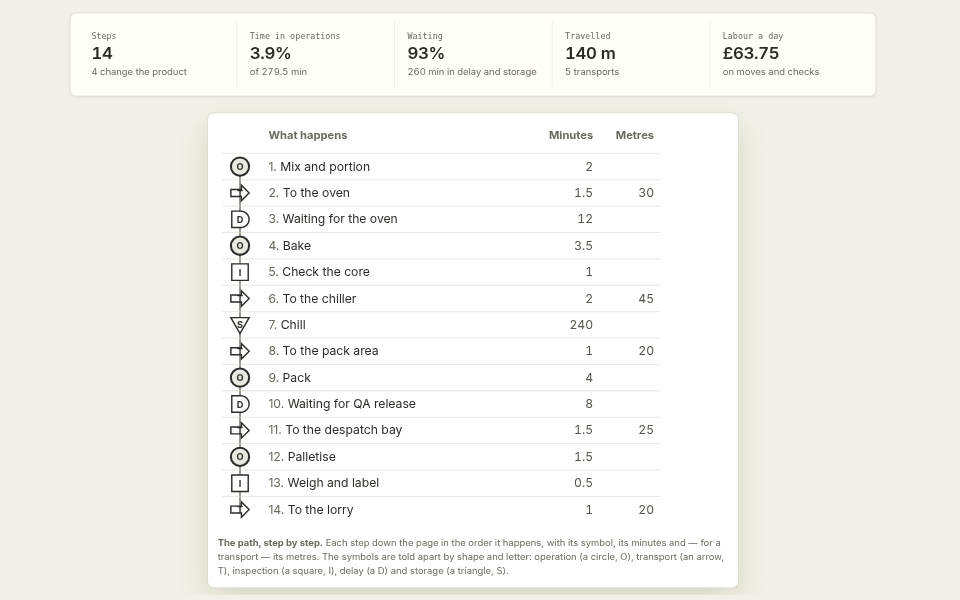 Steps
14
4 change the product
Time in operations
3.9%
of 279.5 min
Waiting
93%
260 min in delay and storage
Travelled
140 m
5 transports
Labour a day
£63.75
on moves and checks
What happens Minutes Metres
O 1. Mix and portion 2
2. To the oven 1.5 30
D 3. Waiting for the oven 12
O 4. Bake 3.5
I 5. Check the core 1
6. To the chiller 2 45
S 7. Chill 240
8. To the pack area 1 20
O 9. Pack 4
D 10. Waiting for QA release 8
11. To the despatch bay 1.5 25
O 12. Palletise 1.5
I 13. Weigh and label 0.5
14. To the lorry 1 20
The path, step by step. Each step down the page in the order it happens, with its symbol, its minutes and — for a
transport — its metres. The symbols are told apart by shape and letter: operation (a circle, O), transport (an arrow,
T), inspection (a square, I), delay (a D) and storage (a triangle, S).